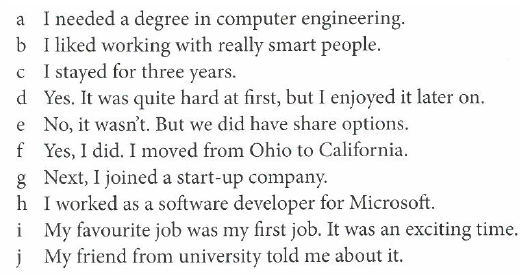 a I needed a degree in computer engineering.
b I liked working with really smart people.
c I stayed for three years.
d Yes. It was quite hard at first, but I enjoyed it later on.
e No, it wasn't. But we did have share options.
f Yes, I did. I moved from Ohio to California.
g Next, I joined a start-up company.
h I worked as a software developer for Microsoft.
i My favourite job was my first job. It was an exciting time.
j My friend from university told me about it.